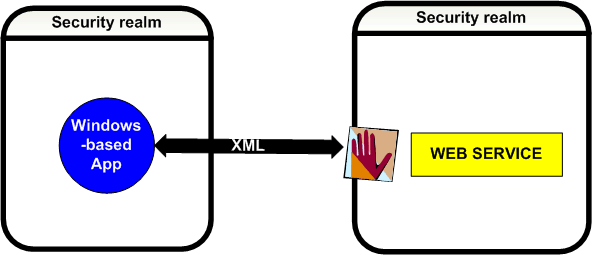 Security realm
Windows
-based
App
XML
Security realm
WEB SERVICE